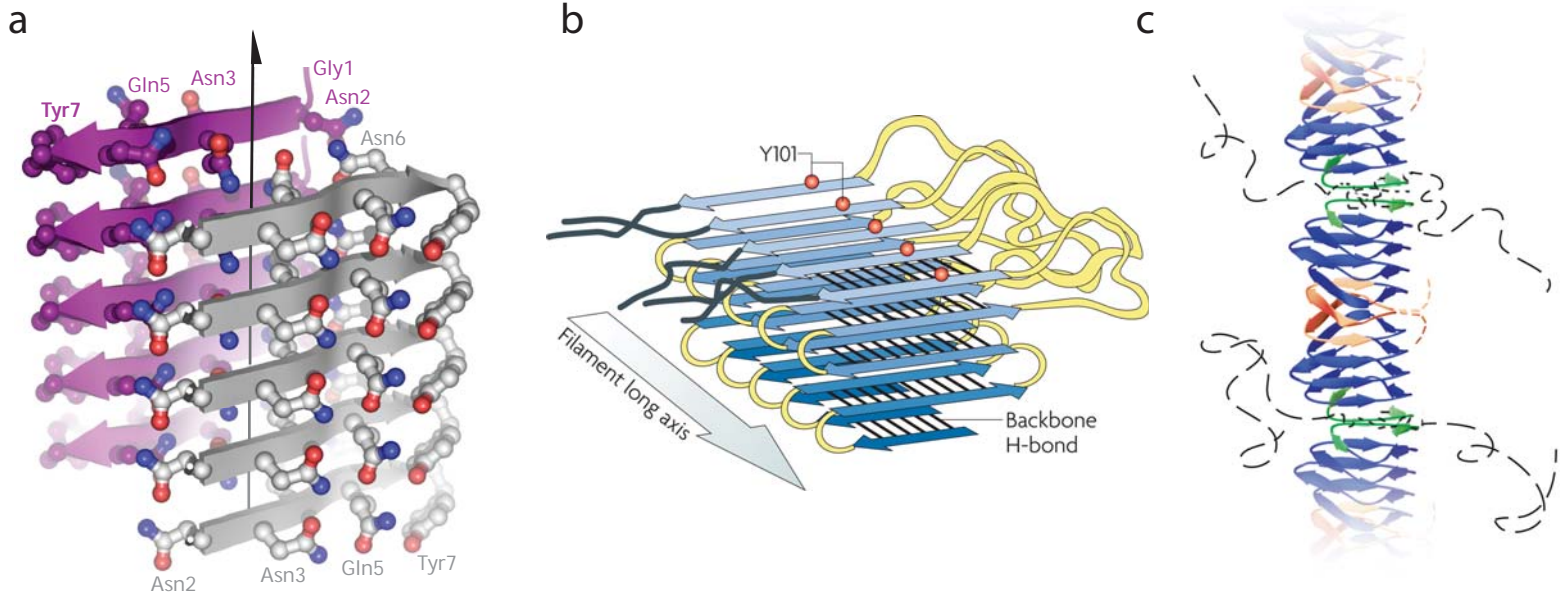 a
Tyr7
Gln5
Asn3
Gly1
Asn2
Asn6
Asn2
Asn3
Gln5
Tyr7
b
Y101
Filament long axis
Backbone
H-bond
c